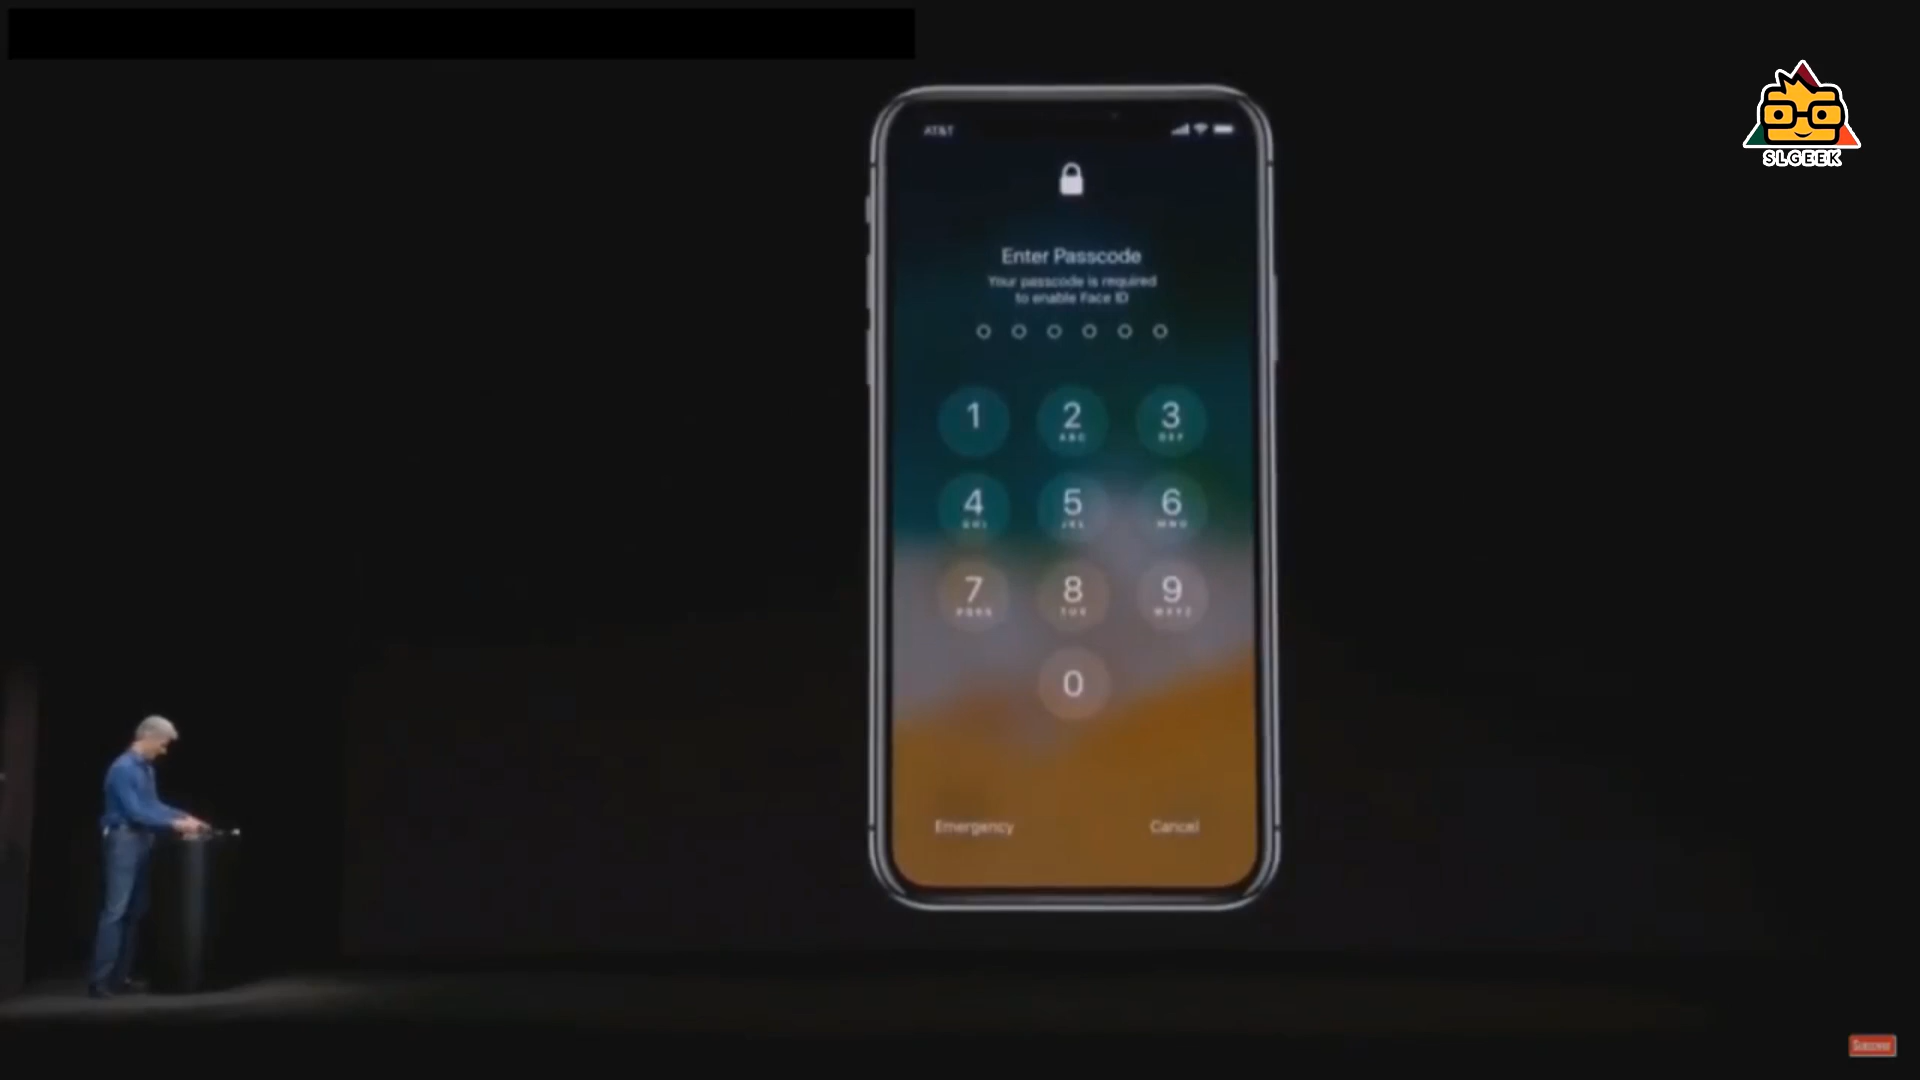 SLGEEK
AT&T
Enter Passcode
Your passcode is required
to enable Face ID
1
2
ABC
3
DEF
4
GHI
5
JKL
6
MNO
7
PQRS
8
TUV
9
WXYZ
0
Emergency
Cancel
Subscribe